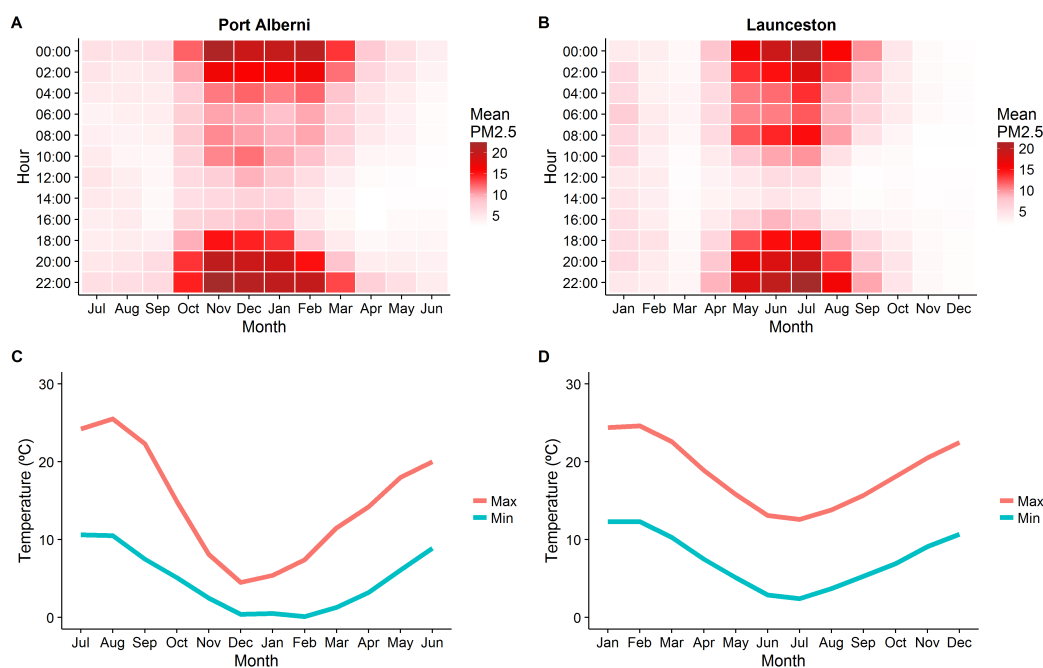 A
Port Alberni
00:00
02:00
04:00
06:00
08:00
10:00
12:00
14:00
16:00
18:00
20:00
22:00
Hour
Jul Aug Sep Oct Nov Dec Jan Feb Mar Apr May Jun
Month
Mean
PM2.5
20
15
10
5
B
Launceston
00:00
02:00
04:00
06:00
08:00
10:00
12:00
14:00
16:00
18:00
20:00
22:00
Hour
Jan Feb Mar Apr May Jun Jul Aug Sep Oct Nov Dec
Month
Mean
PM2.5
20
15
10
5
C
30
20
10
0
Temperature (ºC)
Jul Aug Sep Oct Nov Dec Jan Feb Mar Apr May Jun
Month
Max
Min
D
30
20
10
0
Temperature (ºC)
Jan Feb Mar Apr May Jun Jul Aug Sep Oct Nov Dec
Month
Max
Min